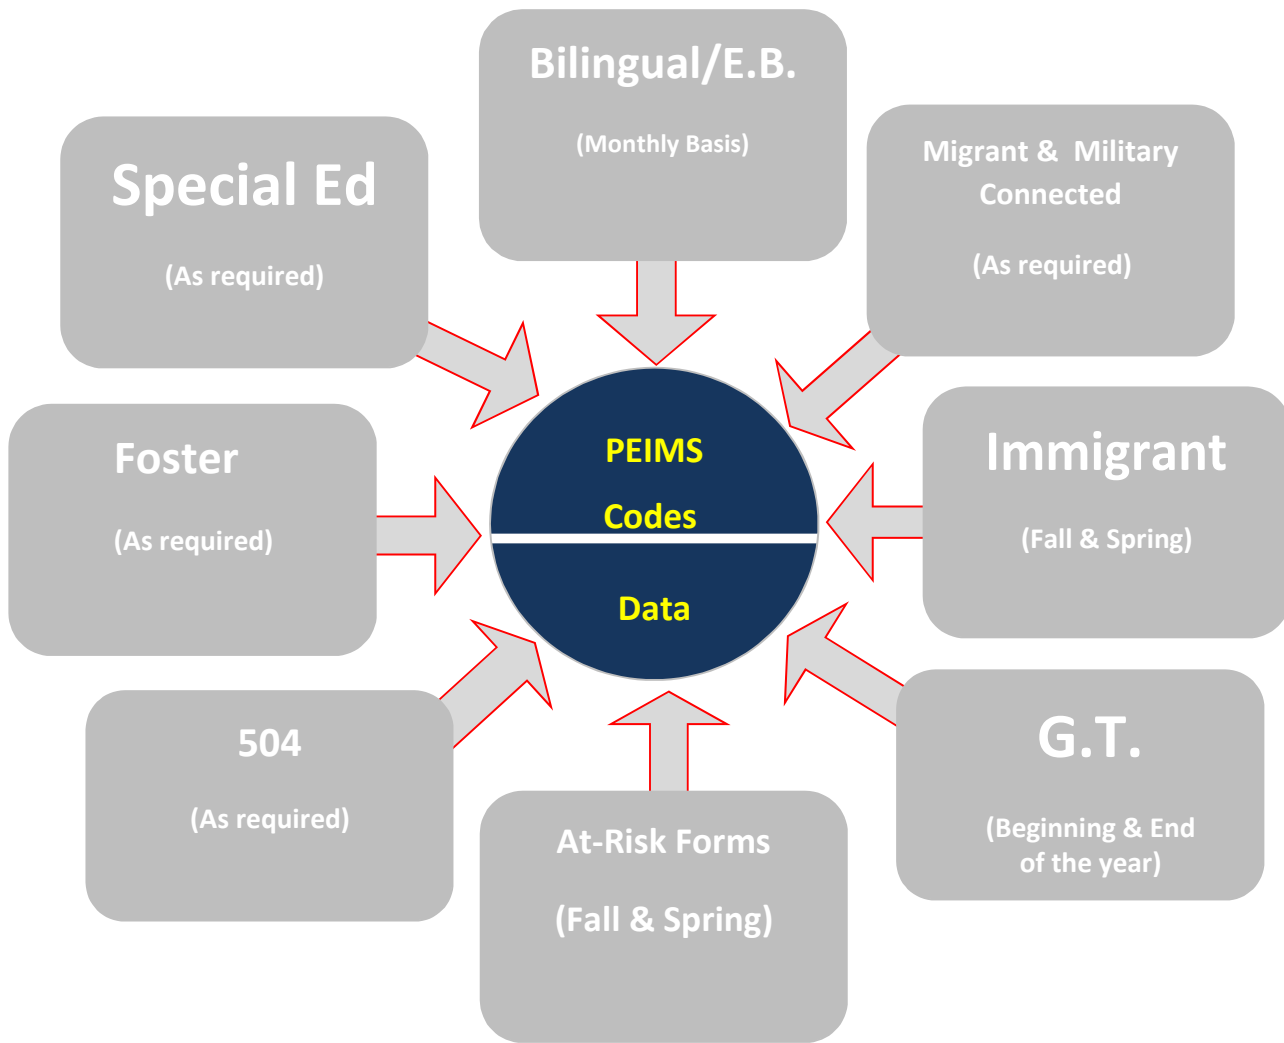 Bilingual/E.B.
(Monthly Basis)
Migrant &  Military
Connected
(As required)
Special Ed
(As required)
Immigrant
(Fall & Spring)
Foster
(As required)
PEIMS
Codes
Data
504
(As required)
G.T.
(Beginning & End
of the year)
At-Risk Forms
(Fall & Spring)